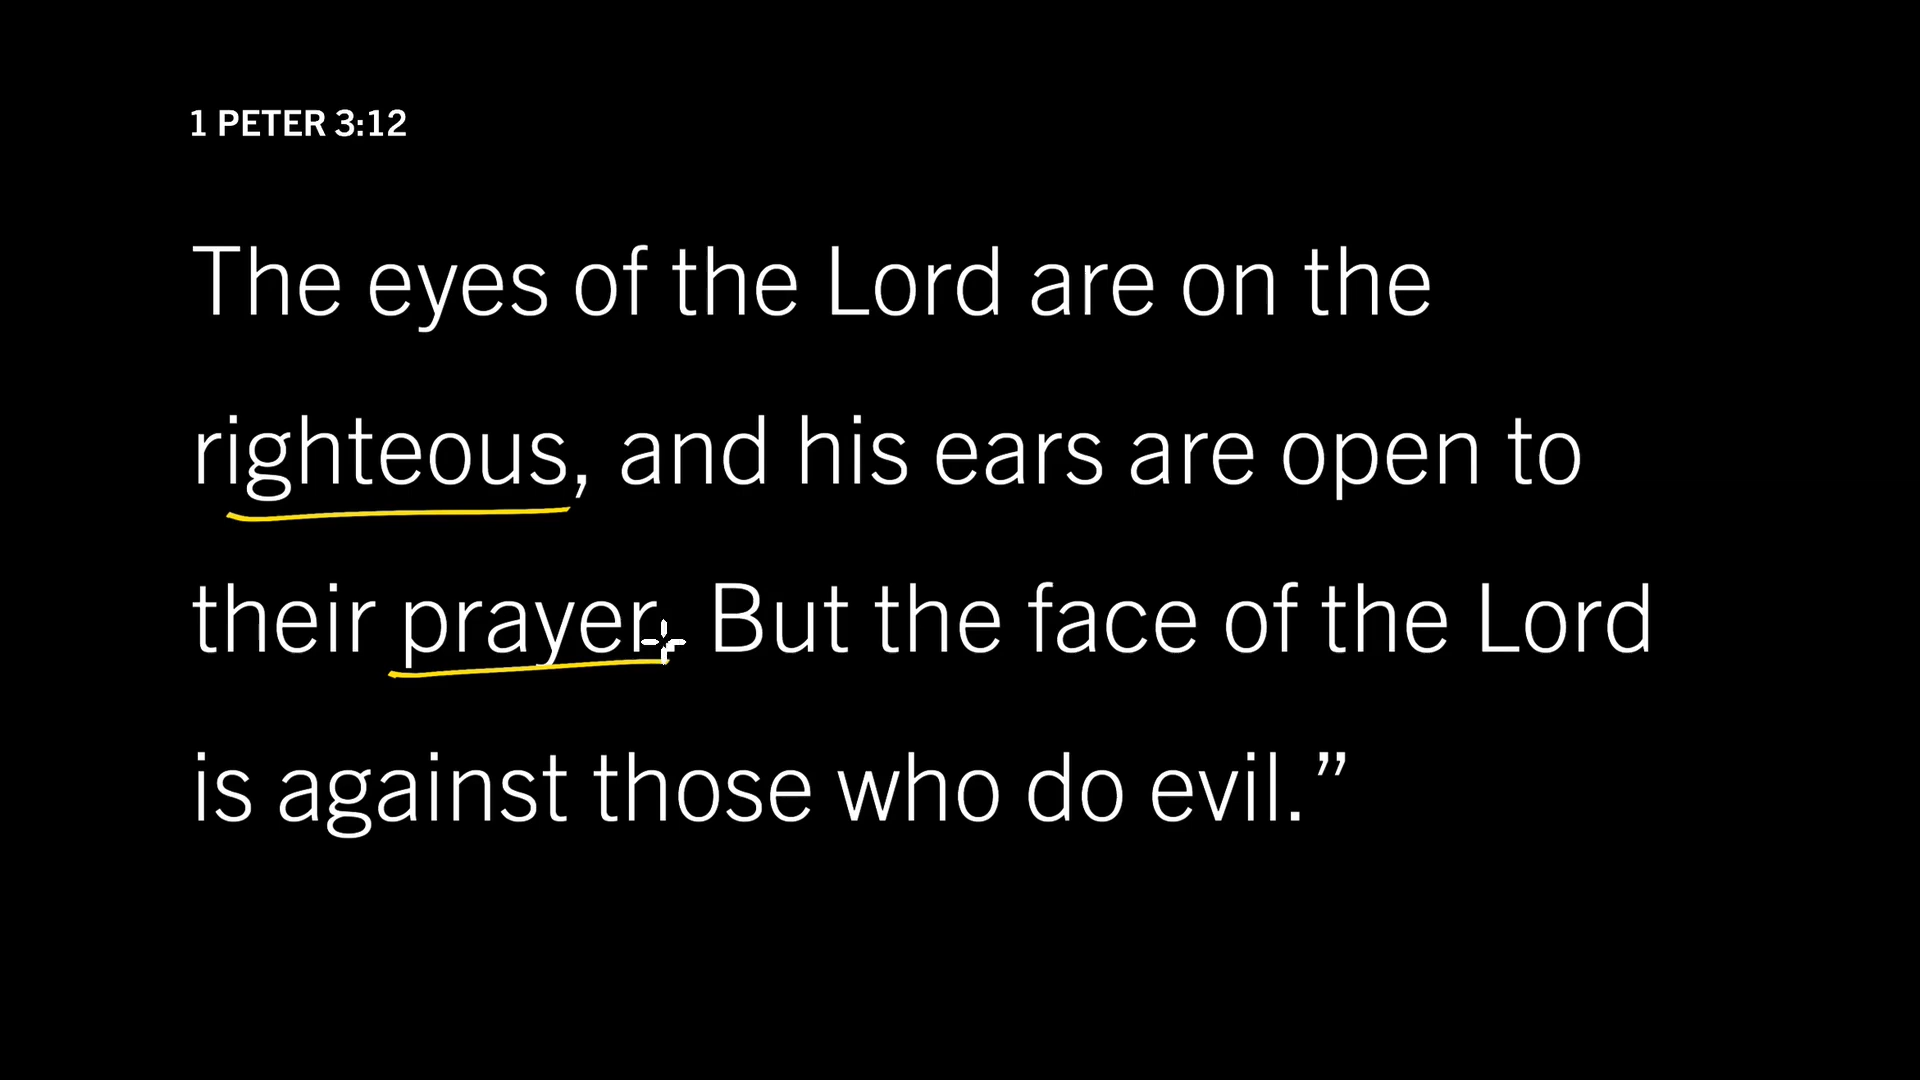 1 PETER 3:12
The eyes of the Lord are on the
righteous, and his ears are open to
their prayer. But the face of the Lord
is against those who do evil.”